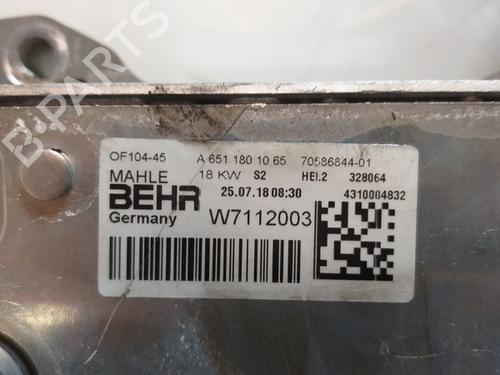 OF104-45 A 651 180 10 65 70586844-01
MAHLE 18 KW S2 HEI.2 328064
BEHR 25.07.18 08:30 4310004832
Germany W7112003
B-PARTS